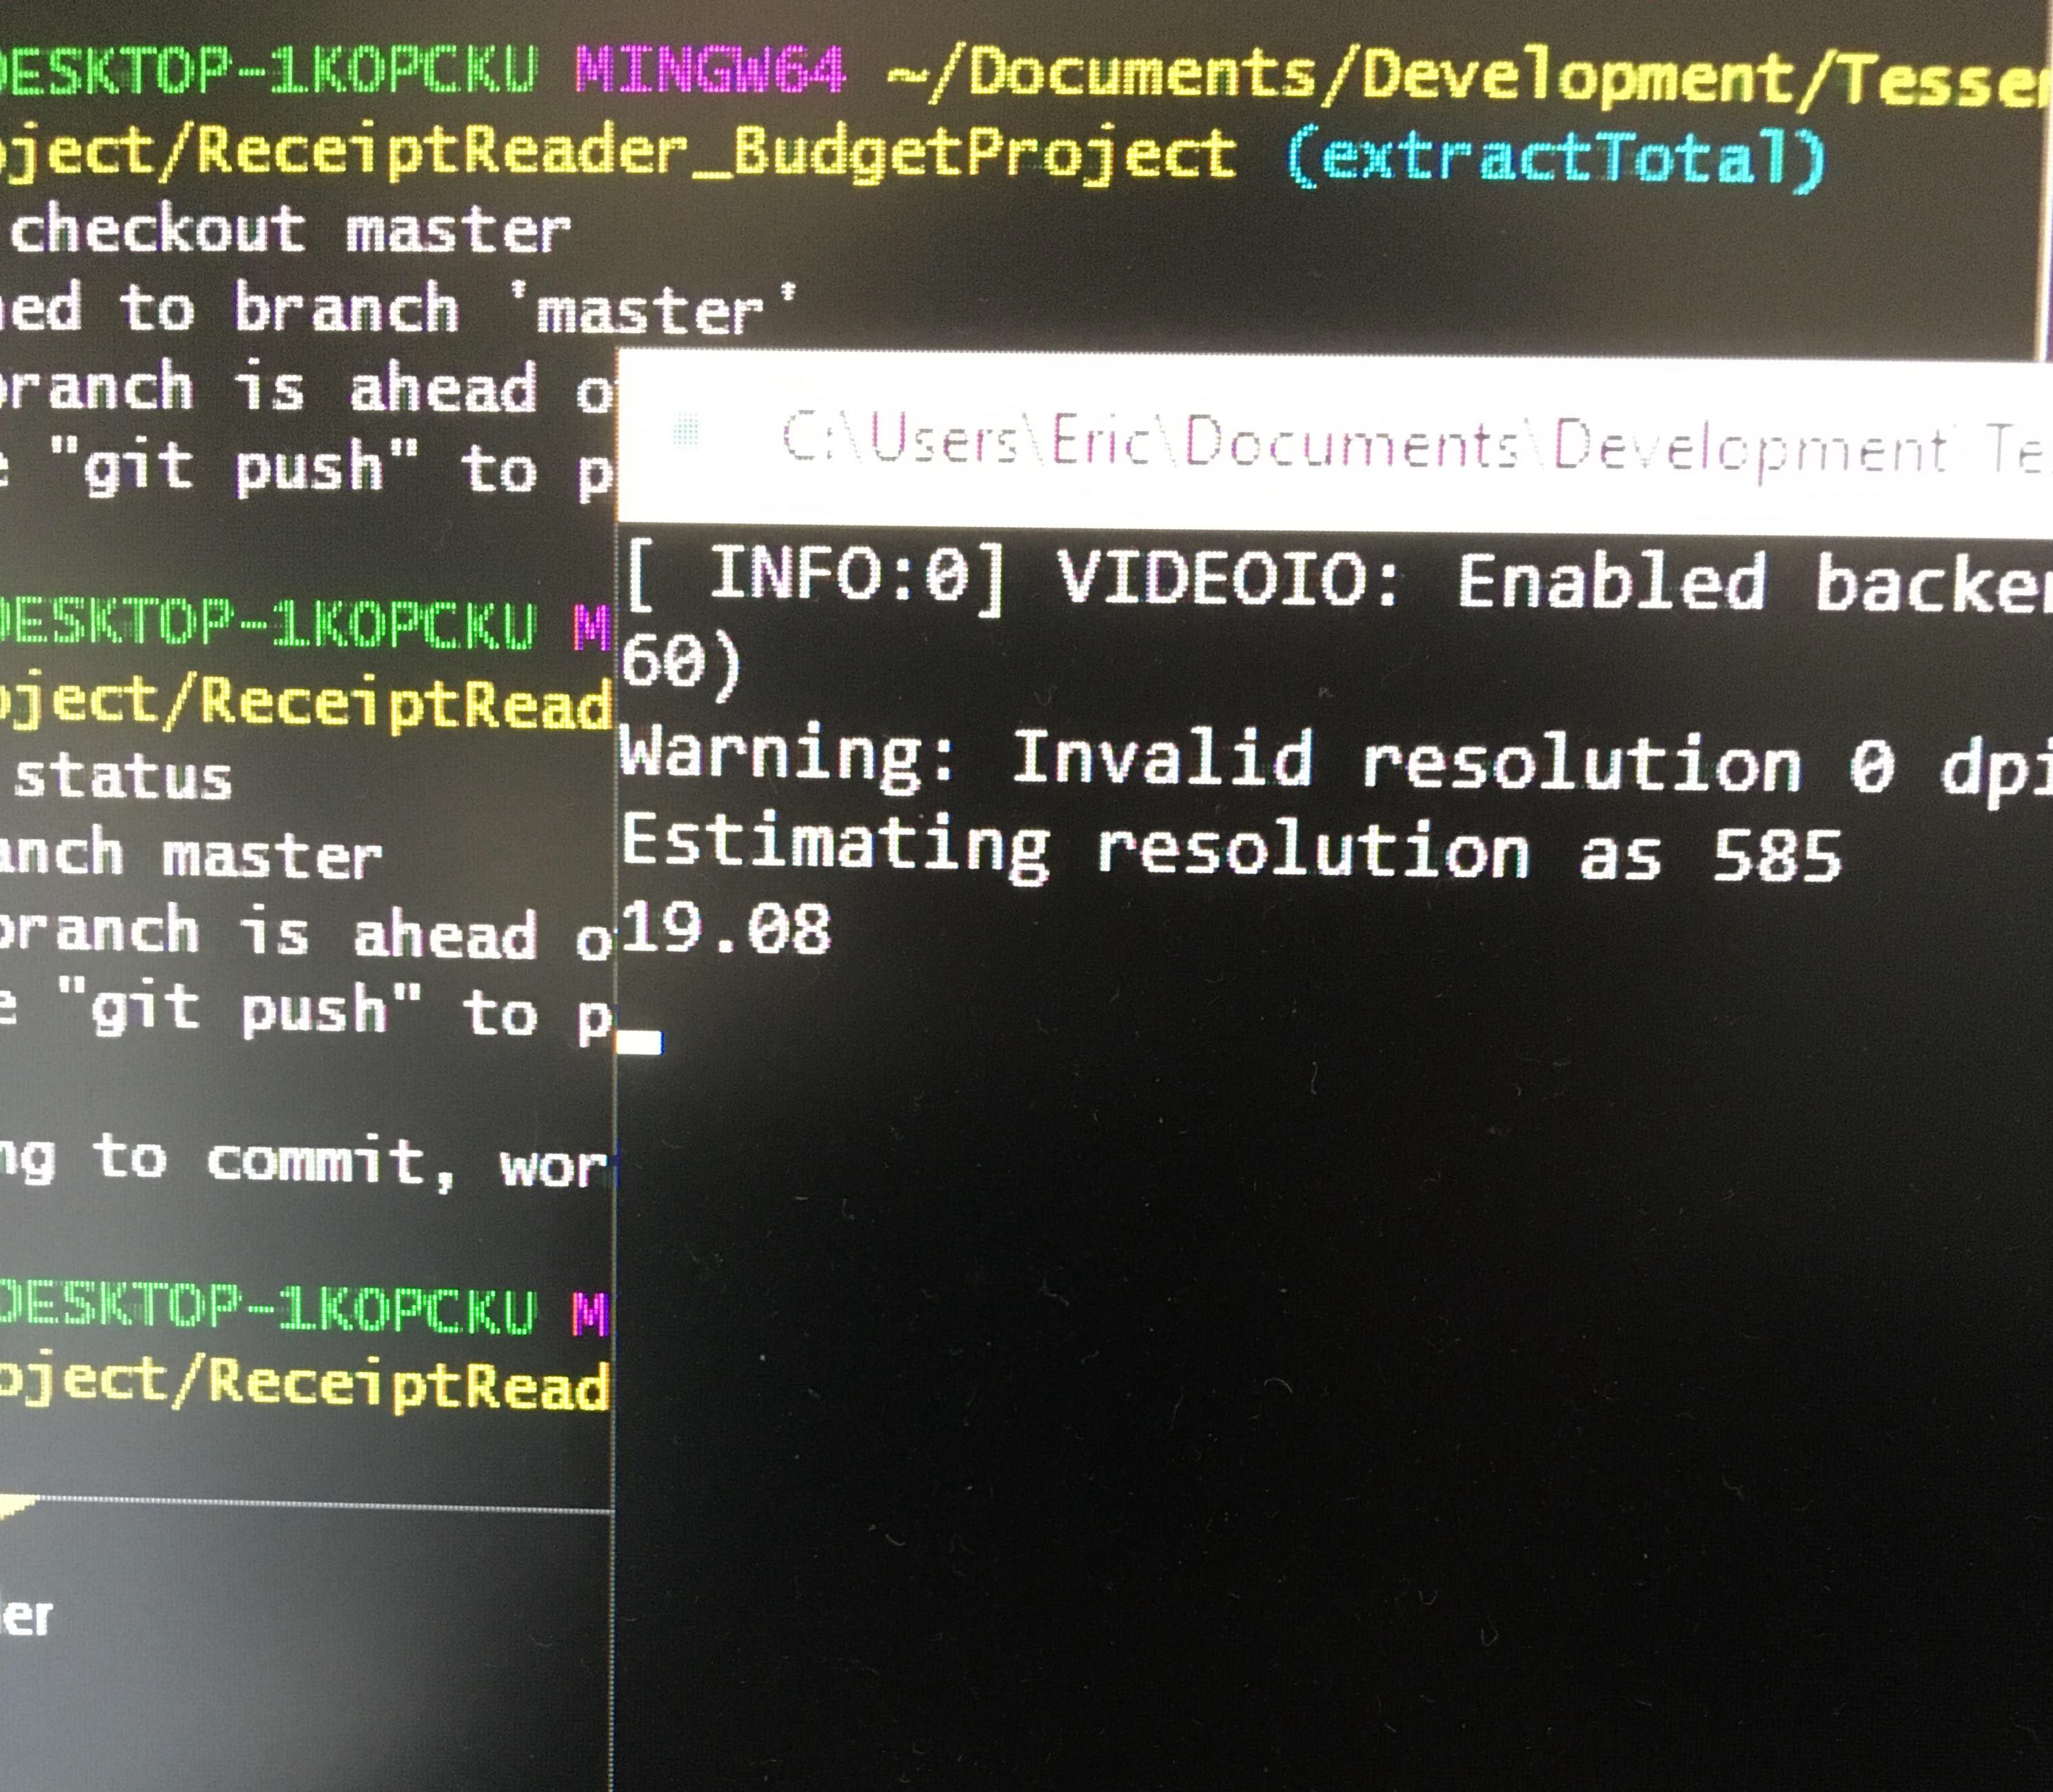 DESKTOP-1KOPCKU MINGW64 ~/Documents/Development/Tesser
oject/ReceiptReader_BudgetProject (extractTotal)
checkout master
ned to branch 'master'
branch is ahead o
e "git push" to p
DESKTOP-1KOPCKU M
oject/ReceiptRead
status
anch master
branch is ahead o
e "git push" to p
ng to commit, wor
DESKTOP-1KOPCKU M
oject/ReceiptRead
er
C:\Users\Eric\Documents\Development\Te
[ INFO:0] VIDEOIO: Enabled backen
60)
Warning: Invalid resolution 0 dpi
Estimating resolution as 585
19.08